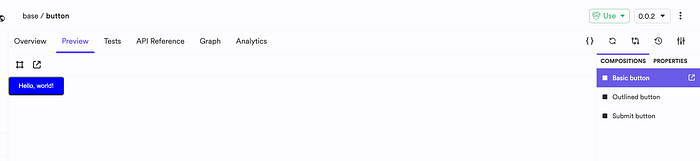 base / button
Use
0.0.2
Overview Preview Tests API Reference Graph Analytics
COMPOSITIONS PROPERTIES
Hello, world!
Basic button
Outlined button
Submit button